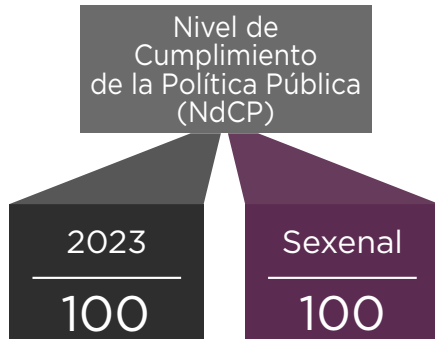 Nivel de
Cumplimiento
de la Política Pública
(NdCP)
2023
100
Sexenal
100